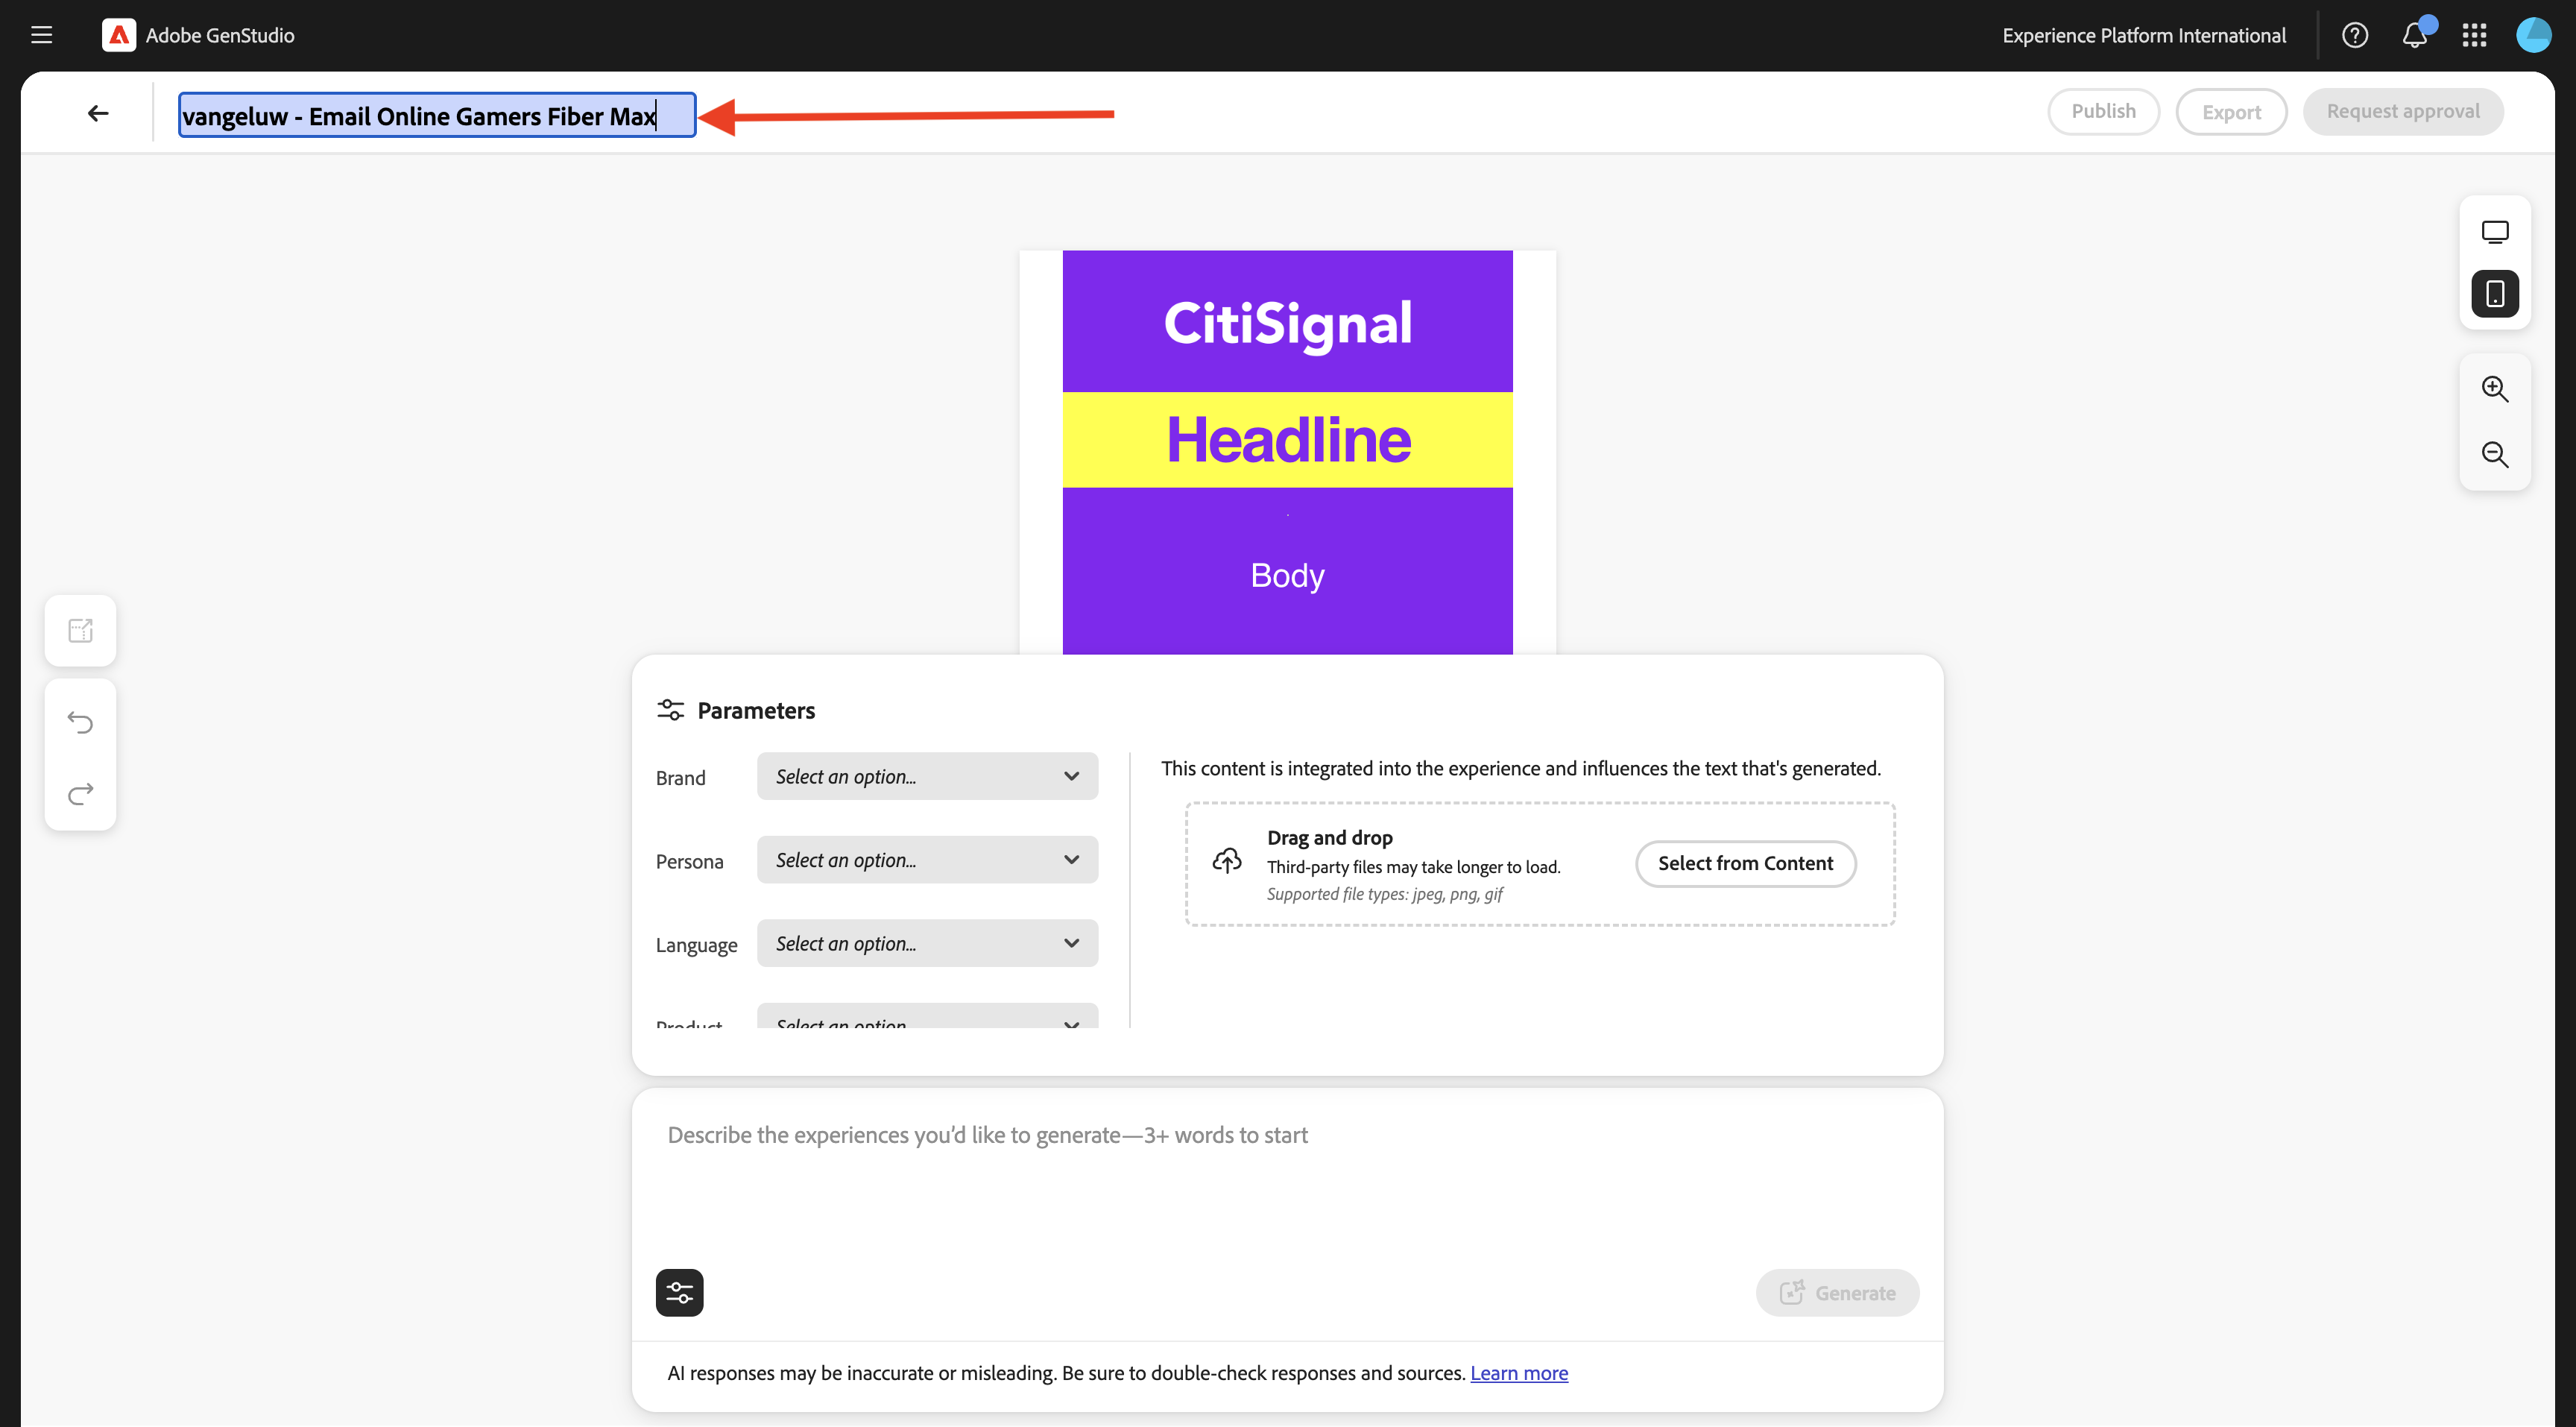 Adobe GenStudio
Experience Platform International
vangeluw - Email Online Gamers Fiber Max
Publish
Export
Request approval
CitiSignal
Headline
Body
Parameters
Brand
Select an option...
Persona
Select an option...
Language
Select an option...
Product
Select an option...
This content is integrated into the experience and influences the text that's generated.
Drag and drop
Third-party files may take longer to load.
Supported file types: jpeg, png, gif
Select from Content
Describe the experiences you’d like to generate—3+ words to start
Generate
AI responses may be inaccurate or misleading. Be sure to double-check responses and sources. Learn more